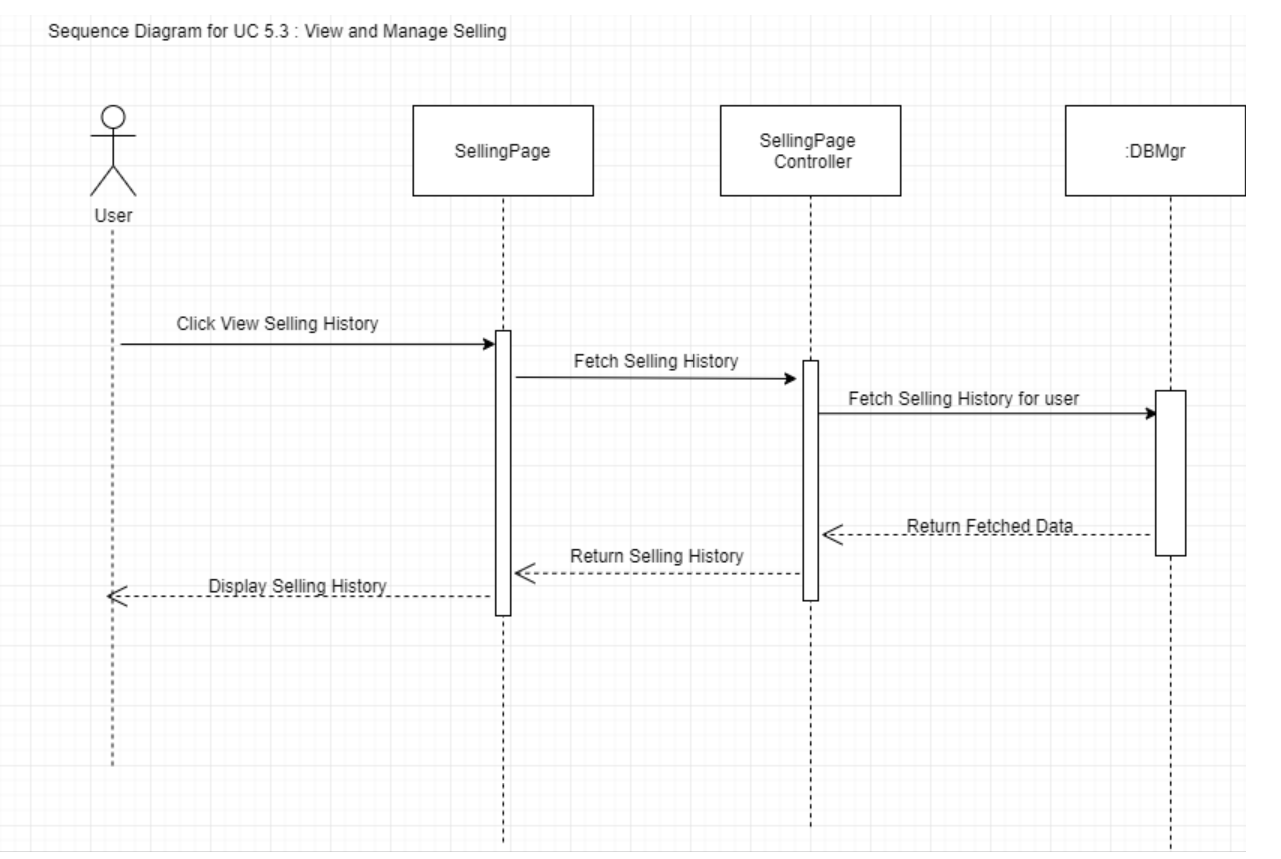 Sequence Diagram for UC 5.3 : View and Manage Selling
SellingPage
SellingPage
Controller
:DBMgr
User
Click View Selling History
Fetch Selling History
Fetch Selling History for user
Return Fetched Data
Return Selling History
Display Selling History